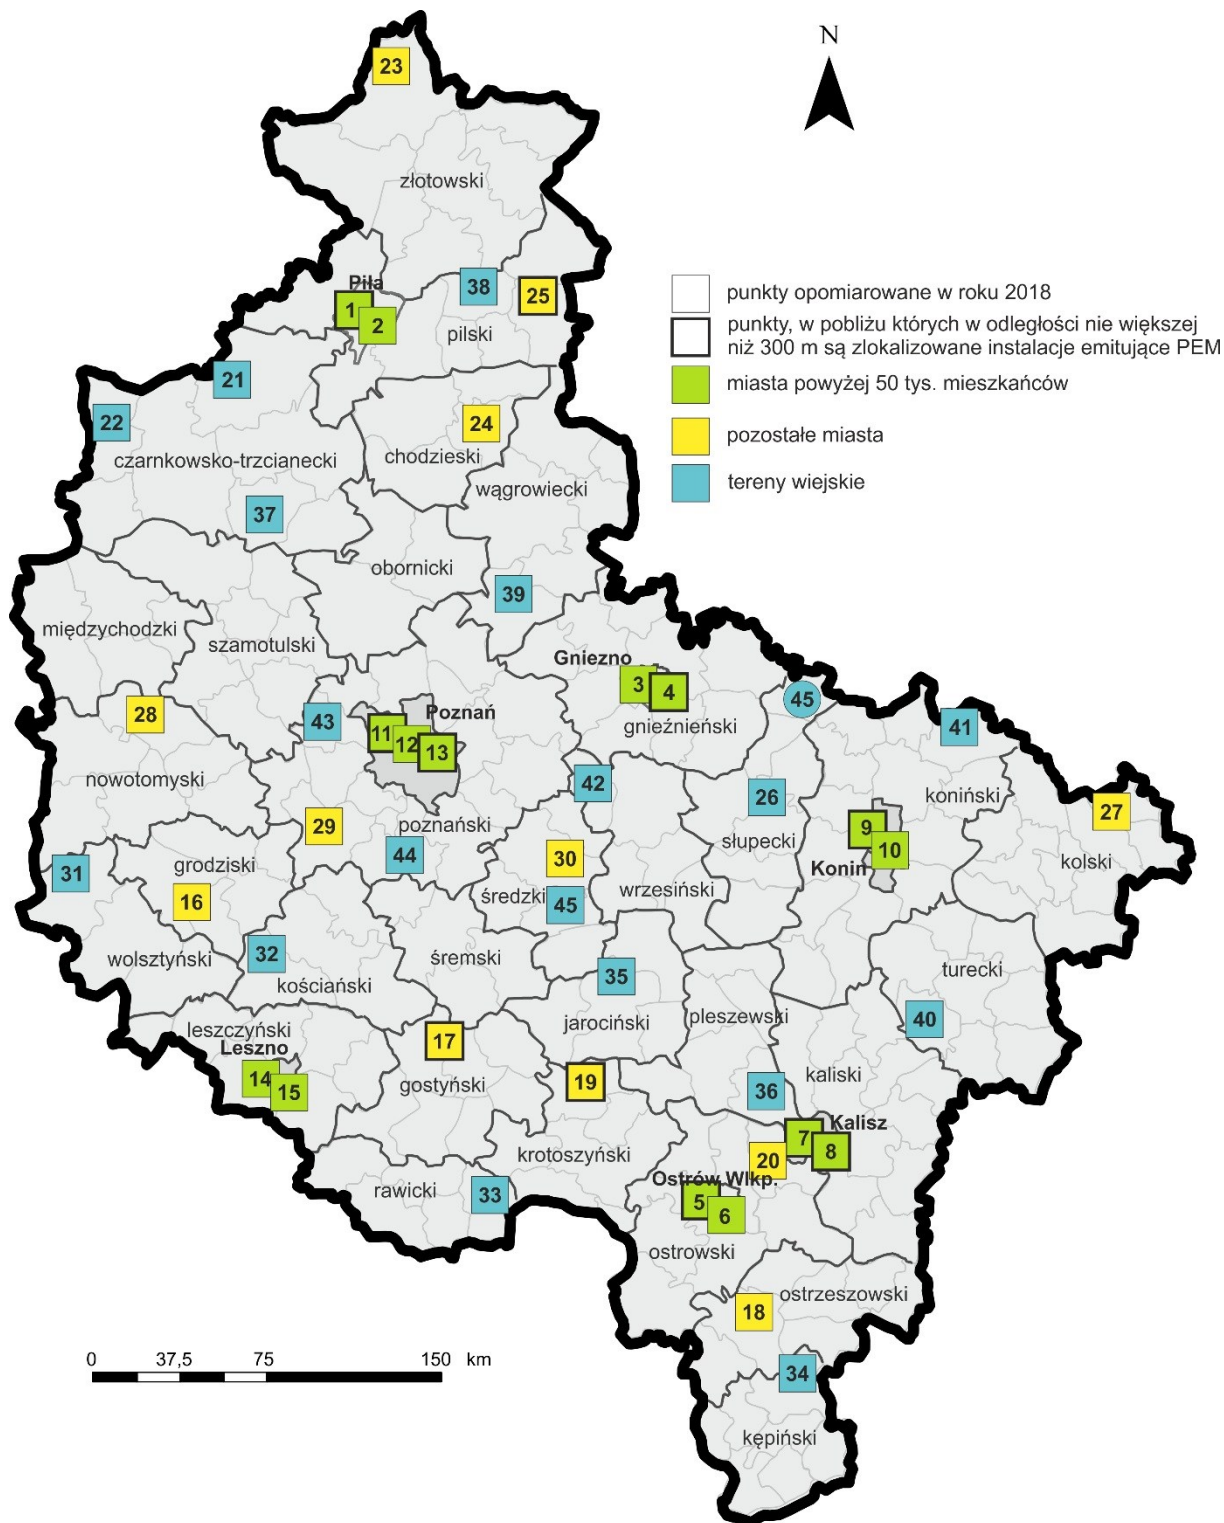 N
23
złotowski
Piła
38
25
1
2
pilski
punkty opomiarowane w roku 2018
punkty, w pobliżu których w odległości nie większej
niż 300 m są zlokalizowane instalacje emitujące PEM
miasta powyżej 50 tys. mieszkańców
pozostałe miasta
tereny wiejskie
21
22
24
czarnkowsko-trzcianecki
chodzieski
wągrowiecki
37
obornicki
39
międzychodzki
szamotulski
Gniezno
3
4
gnieźnieński
45
28
43
Poznań
11
12
13
41
nowotomyski
42
26
koniński
27
29
poznański
9
10
słupecki
kolski
44
30
Konin
31
grodziski
16
średzki
45
wrzesiński
wolsztyński
32
kościański
śremski
35
turecki
leszczyński
Leszno
17
jarociński
pleszewski
40
14
15
gostyński
19
36
kaliski
Kalisz
7
8
krotoszyński
20
rawicki
33
Ostrów Wlkp.
5
6
ostrowski
ostrzeszowski
18
34
kępiński
0 37,5 75 150 km